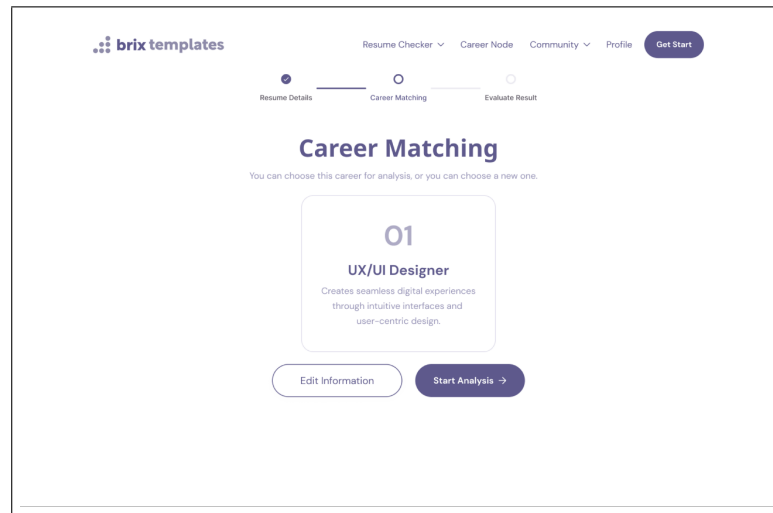 brix templates
Resume Checker Career Node Community Profile Get Start
Resume Details Career Matching Evaluate Result
Career Matching
You can choose this career for analysis, or you can choose a new one.
01
UX/UI Designer
Creates seamless digital experiences
through intuitive interfaces and
user-centric design.
Edit Information Start Analysis →